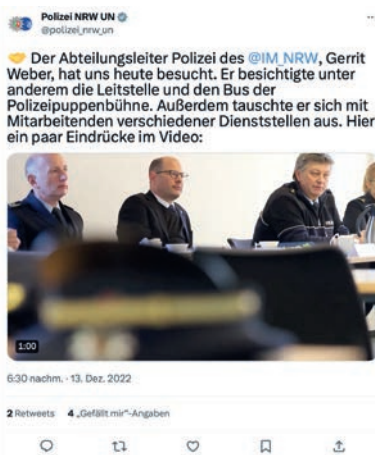 Polizei NRW UN
@polizei_nrw_un
Der Abteilungsleiter Polizei des @IM_NRW, Gerrit
Weber, hat uns heute besucht. Er besichtigte unter
anderem die Leitstelle und den Bus der
Polizeipuppenbühne. Außerdem tauschte er sich mit
Mitarbeitenden verschiedener Dienststellen aus. Hier
ein paar Eindrücke im Video:
1:00
6:30 nachm. · 13. Dez. 2022
2 Retweets 4 „Gefällt mir“-Angaben